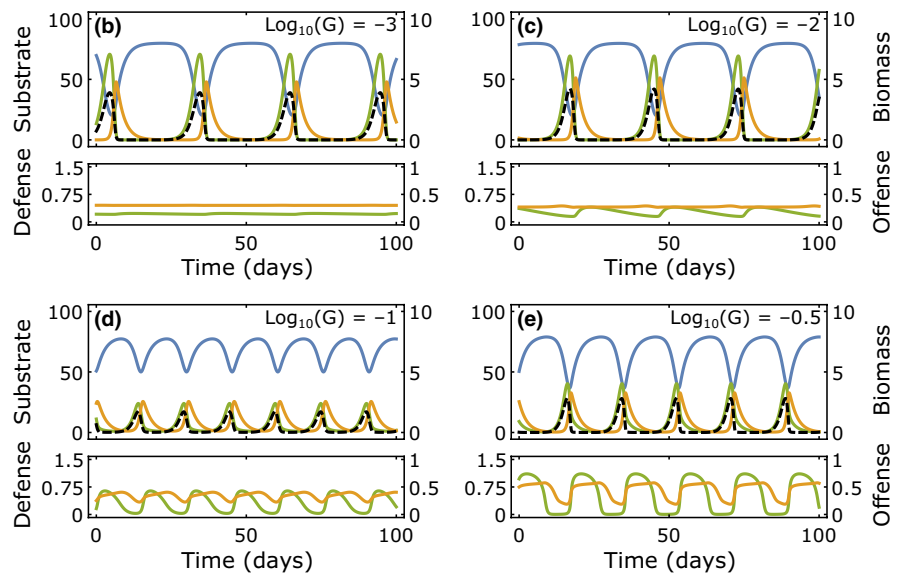 (b) Log₁₀(G) = −3
Substrate
100
50
0
10
5
0
Defense
1.5
0.75
0
1
0.5
0
0 50 100
Time (days)
(c) Log₁₀(G) = −2
100
50
0
10
5
0
Biomass
1.5
0.75
0
1
0.5
0
Offense
0 50 100
Time (days)
(d) Log₁₀(G) = −1
Substrate
100
50
0
10
5
0
Defense
1.5
0.75
0
1
0.5
0
0 50 100
Time (days)
(e) Log₁₀(G) = −0.5
100
50
0
10
5
0
Biomass
1.5
0.75
0
1
0.5
0
Offense
0 50 100
Time (days)